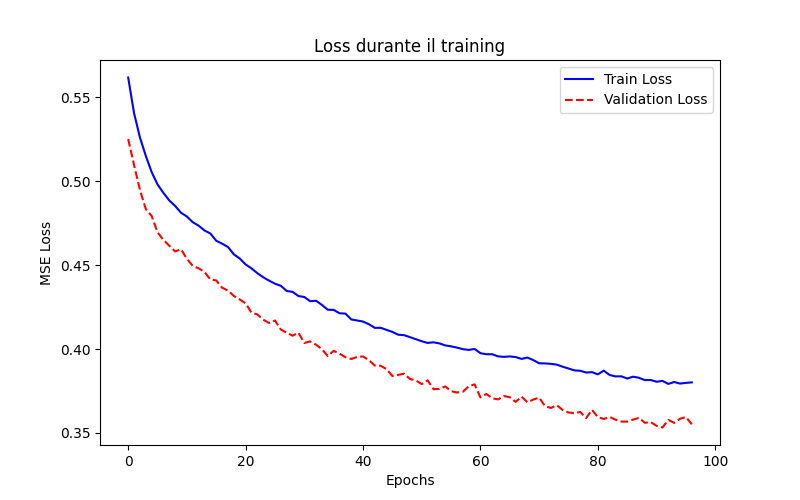 Loss durante il training
Train Loss
Validation Loss
0.55
0.50
0.45
0.40
0.35
MSE Loss
0 20 40 60 80 100
Epochs